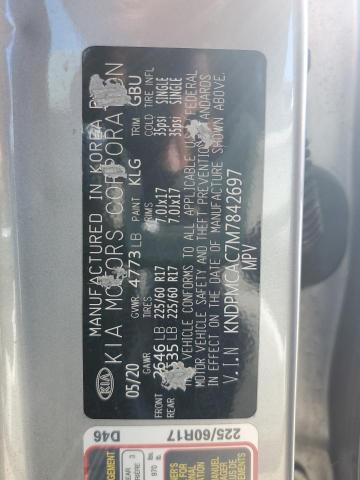 MANUFACTURED IN KOREA BY
KIA MOTORS CORPORATION
05/20 GVWR 4773 LB PAINT KLG TRIM GBU
GAWR TIRES RIMS COLD TIRE INFL
FRONT 2646 LB 225/60 R17 7.0Jx17 35psi SINGLE
REAR LB 225/60 R17 7.0Jx17 35psi SINGLE
VEHICLE CONFORMS TO ALL APPLICABLE FEDERAL
MOTOR VEHICLE SAFETY AND THEFT PREVENTION STANDARDS
IN EFFECT ON THE DATE OF MANUFACTURE SHOWN ABOVE.
V.I.N KNDPMCAC7M7842697
MPV
KIA
D46
225/60R17